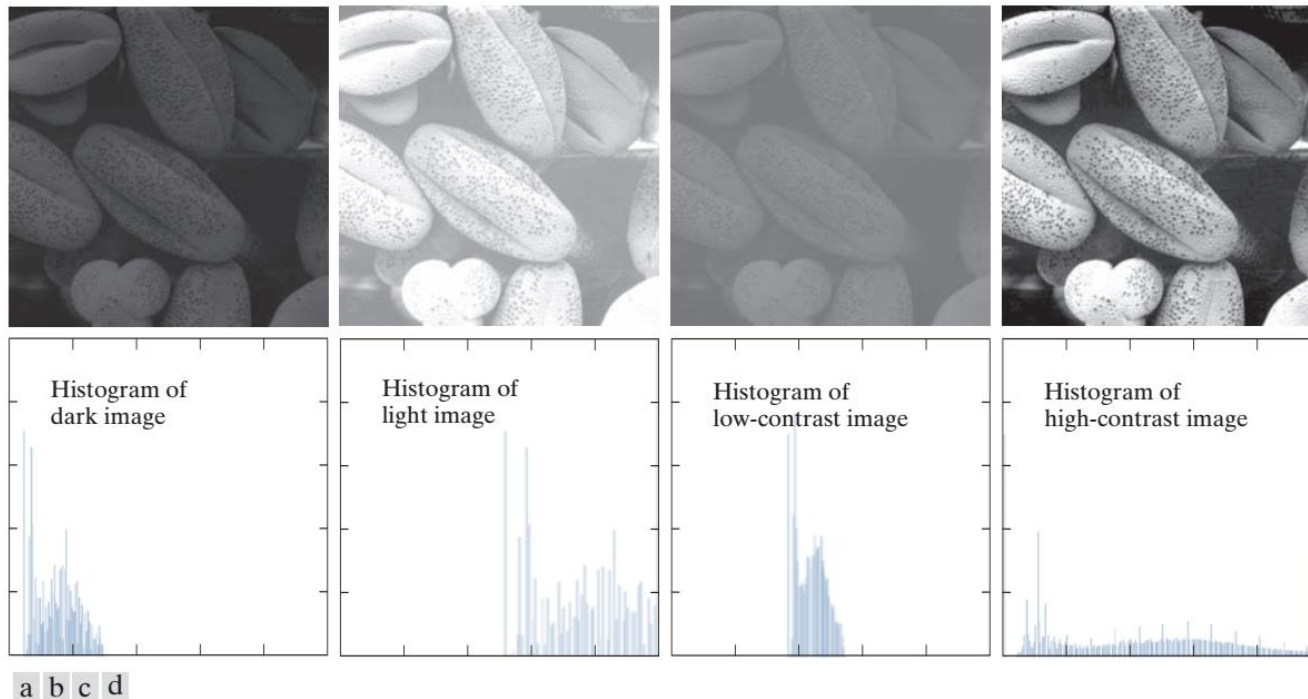 Histogram of
dark image
Histogram of
light image
Histogram of
low-contrast image
Histogram of
high-contrast image
a b c d